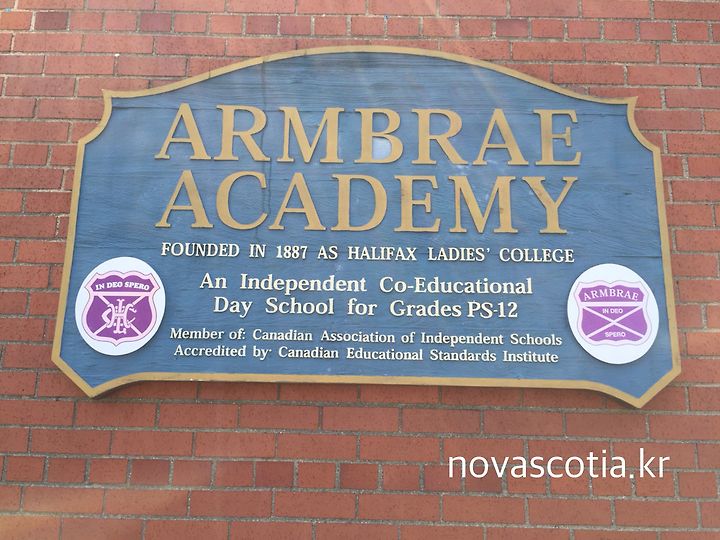 ARMBRAE
ACADEMY
FOUNDED IN 1887 AS HALIFAX LADIES' COLLEGE
An Independent Co-Educational
Day School for Grades PS-12
Member of: Canadian Association of Independent Schools
Accredited by: Canadian Educational Standards Institute
IN DEO SPERO
ARMBRAE
IN DEO
SPERO
novascotia.kr